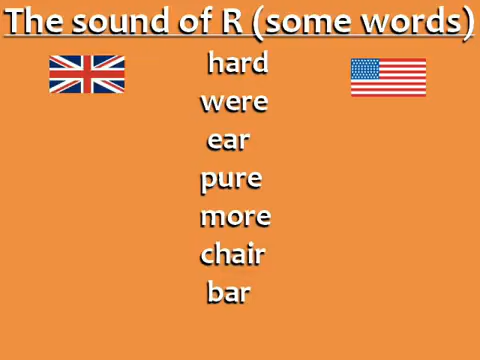 The sound of R (some words)
hard
were
ear
pure
more
chair
bar